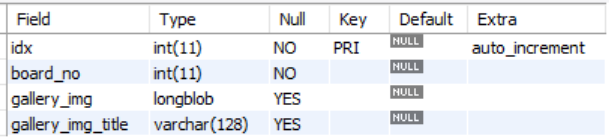 Field Type Null Key Default Extra
idx int(11) NO PRI NULL auto_increment
board_no int(11) NO NULL
gallery_img longblob YES NULL
gallery_img_title varchar(128) YES NULL